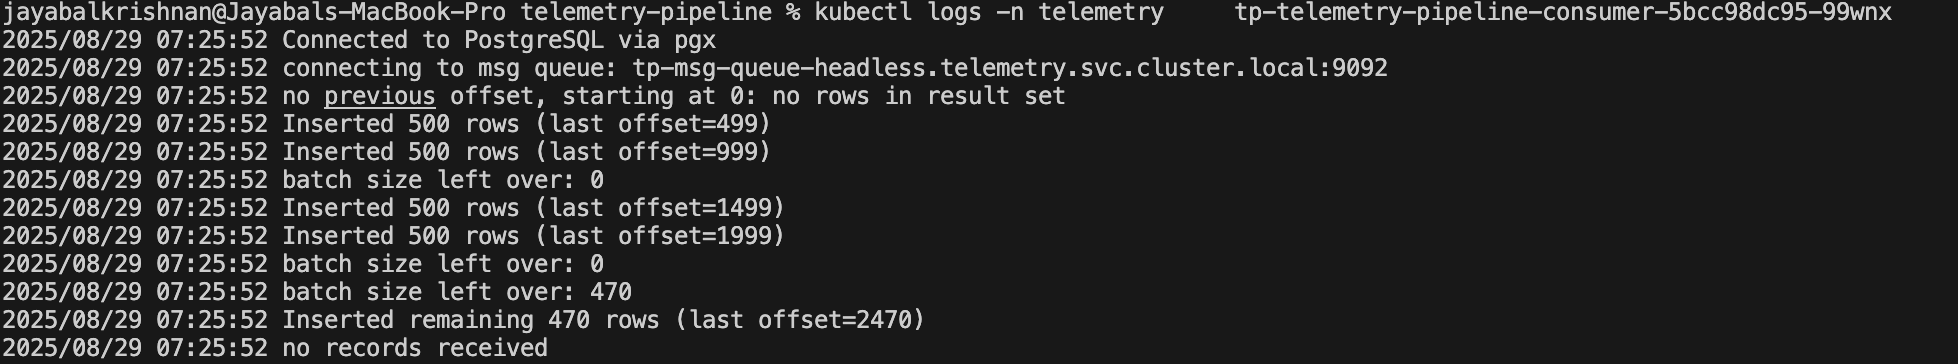 jayabalkrishnan@Jayabals-MacBook-Pro telemetry-pipeline % kubectl logs -n telemetry     tp-telemetry-pipeline-consumer-5bcc98dc95-99wnx
2025/08/29 07:25:52 Connected to PostgreSQL via pgx
2025/08/29 07:25:52 connecting to msg queue: tp-msg-queue-headless.telemetry.svc.cluster.local:9092
2025/08/29 07:25:52 no previous offset, starting at 0: no rows in result set
2025/08/29 07:25:52 Inserted 500 rows (last offset=499)
2025/08/29 07:25:52 Inserted 500 rows (last offset=999)
2025/08/29 07:25:52 batch size left over: 0
2025/08/29 07:25:52 Inserted 500 rows (last offset=1499)
2025/08/29 07:25:52 Inserted 500 rows (last offset=1999)
2025/08/29 07:25:52 batch size left over: 0
2025/08/29 07:25:52 batch size left over: 470
2025/08/29 07:25:52 Inserted remaining 470 rows (last offset=2470)
2025/08/29 07:25:52 no records received